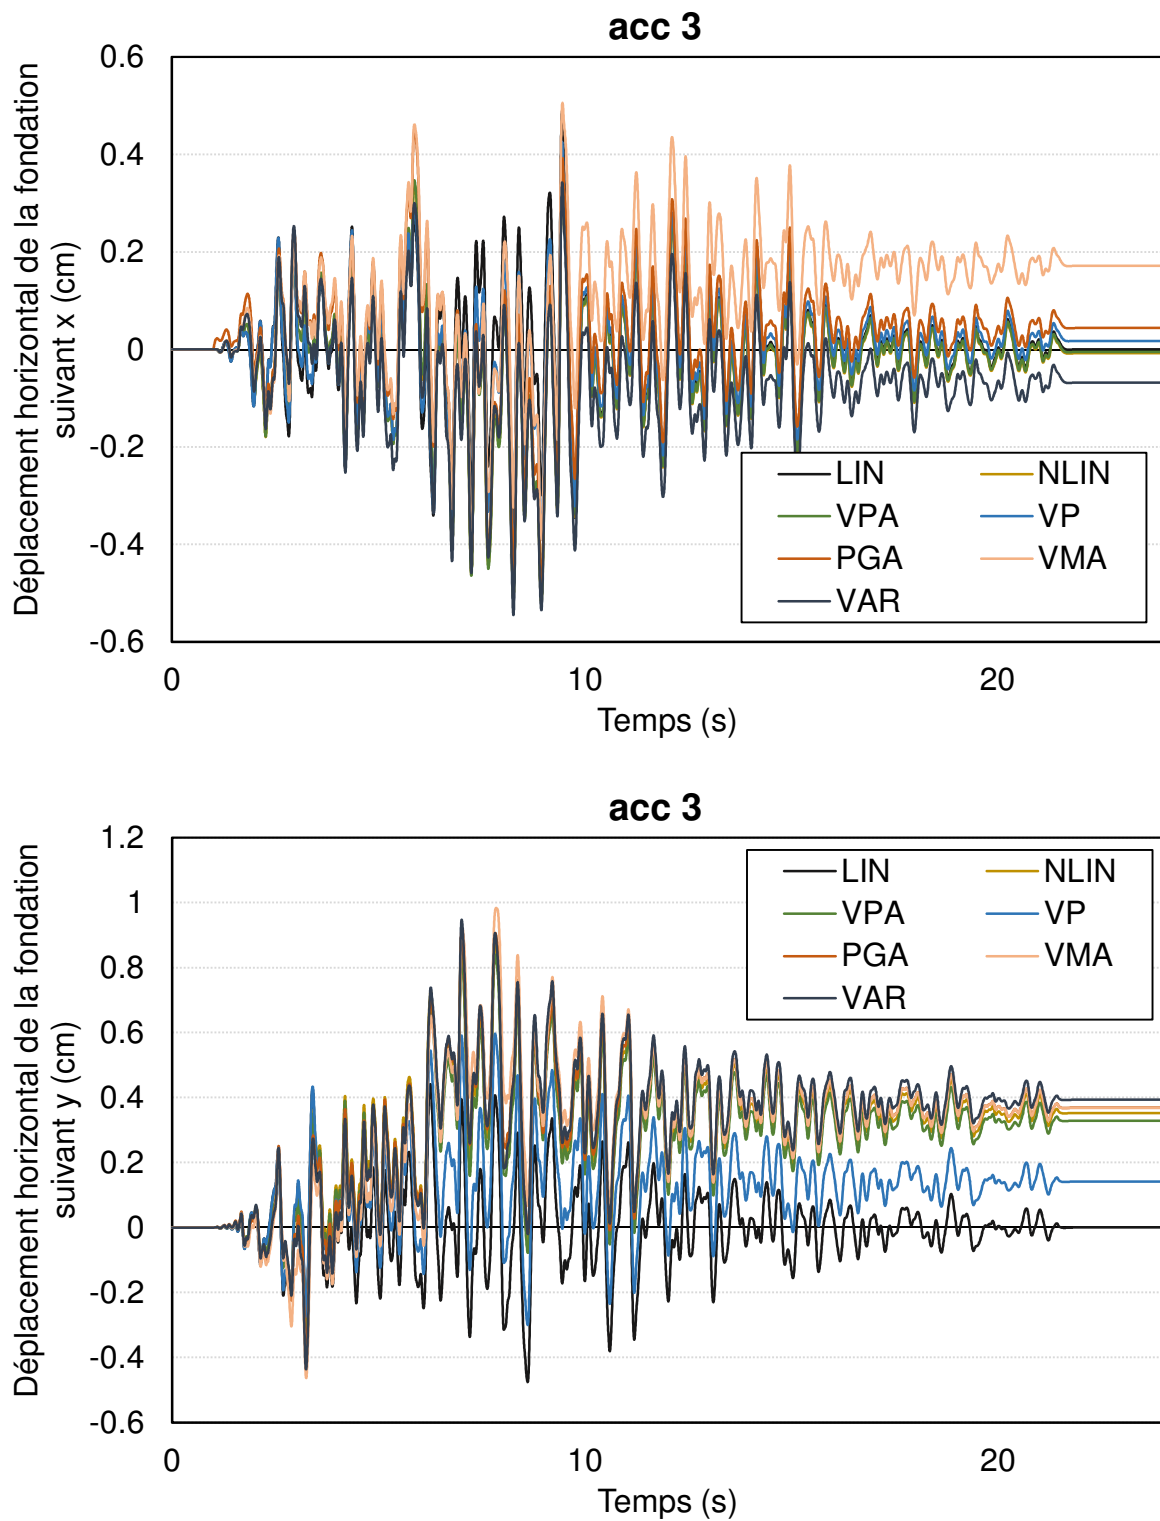 acc 3
Déplacement horizontal de la fondation
suivant x (cm)
0.6
0.4
0.2
0
-0.2
-0.4
-0.6
LIN NLIN
VPA VP
PGA VMA
VAR
0 10 20
Temps (s)
acc 3
Déplacement horizontal de la fondation
suivant y (cm)
1.2
1
0.8
0.6
0.4
0.2
0
-0.2
-0.4
-0.6
LIN NLIN
VPA VP
PGA VMA
VAR
0 10 20
Temps (s)